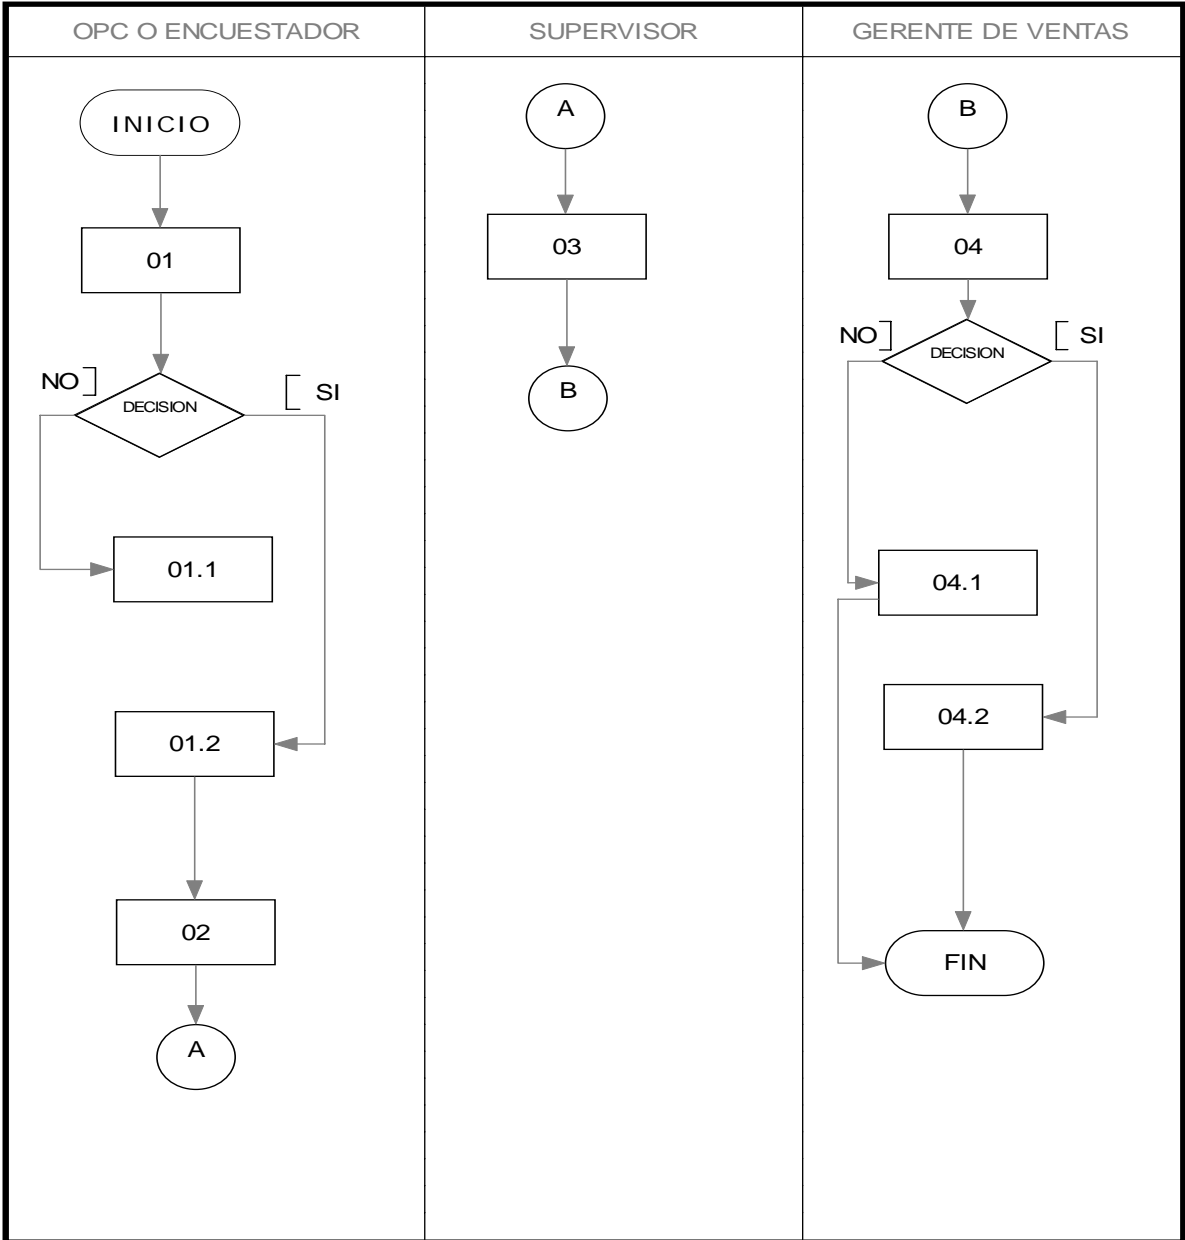 OPC O ENCUESTADOR
SUPERVISOR
GERENTE DE VENTAS
INICIO
01
NO
DECISION
SI
01.1
01.2
02
A
A
03
B
B
04
NO
DECISION
SI
04.1
04.2
FIN